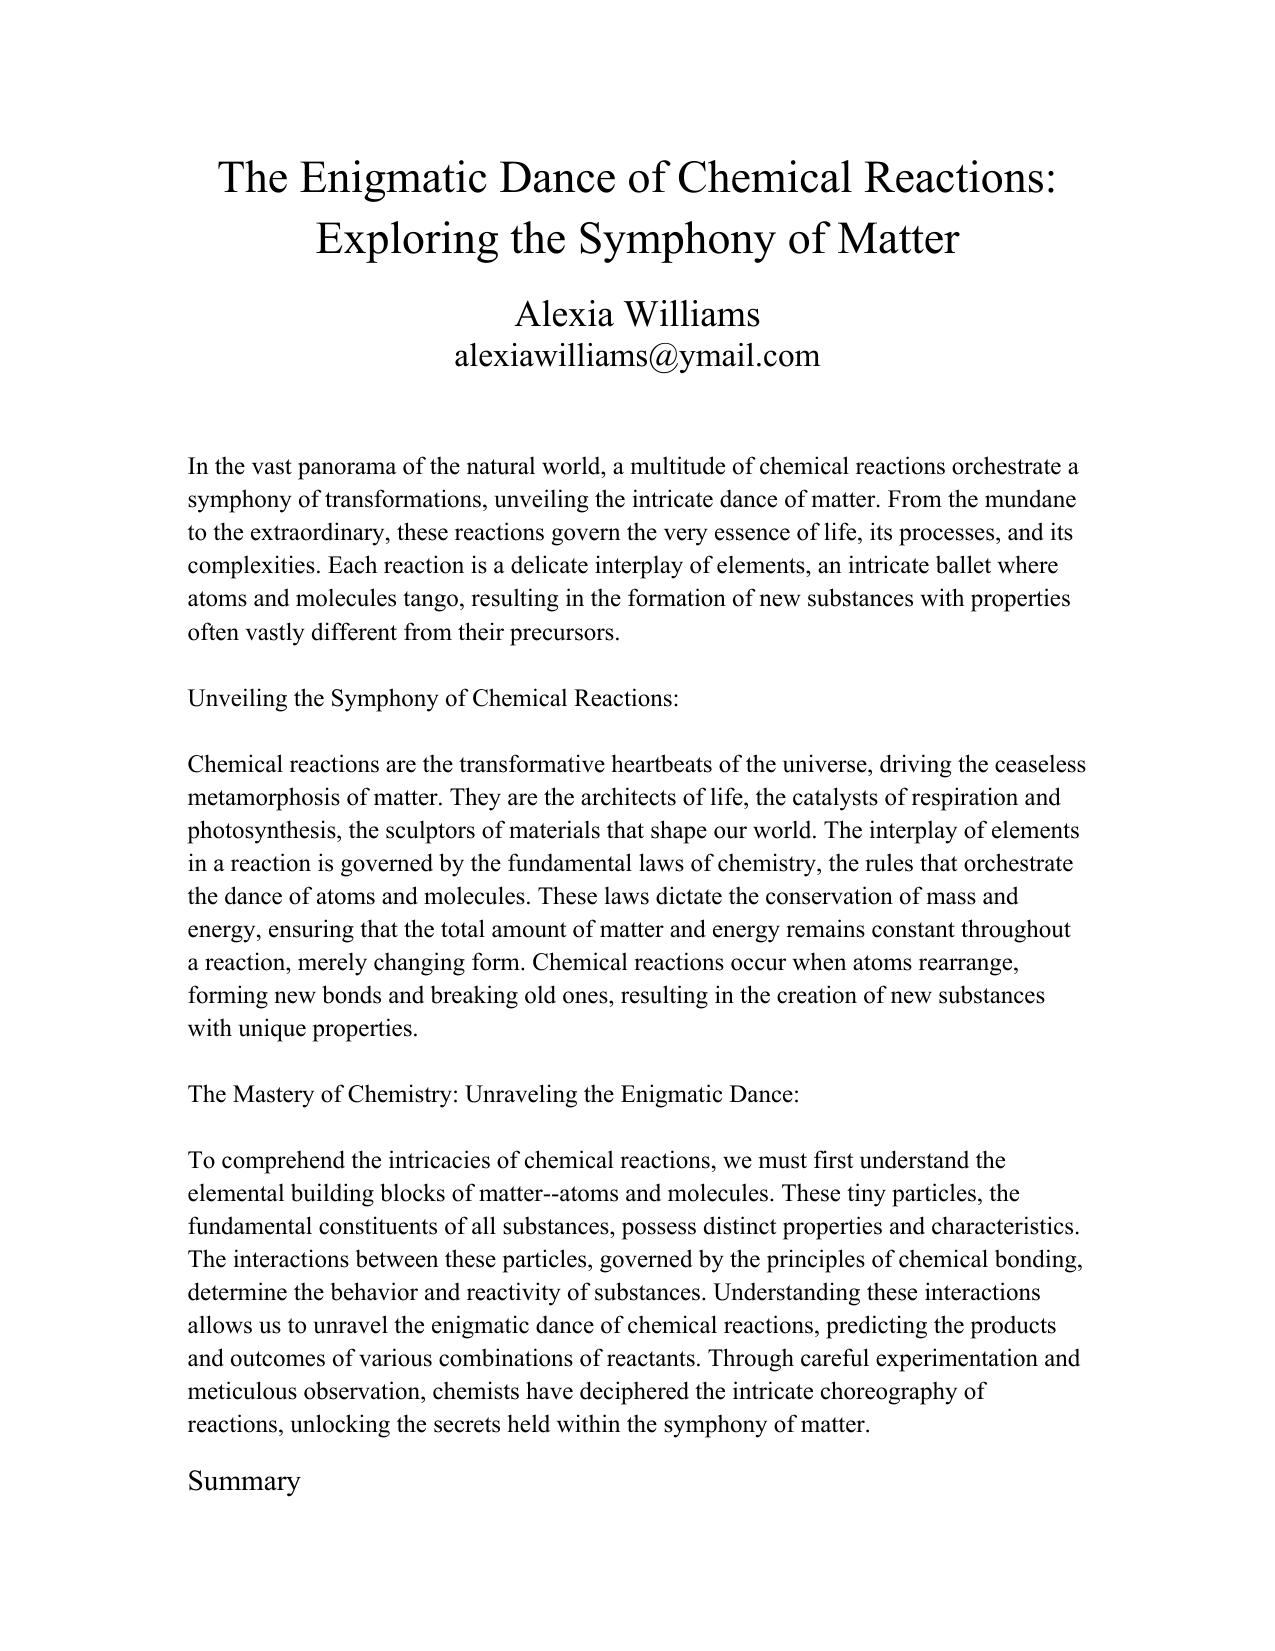 The Enigmatic Dance of Chemical Reactions:
Exploring the Symphony of Matter
Alexia Williams
alexiawilliams@ymail.com
In the vast panorama of the natural world, a multitude of chemical reactions orchestrate a
symphony of transformations, unveiling the intricate dance of matter. From the mundane
to the extraordinary, these reactions govern the very essence of life, its processes, and its
complexities. Each reaction is a delicate interplay of elements, an intricate ballet where
atoms and molecules tango, resulting in the formation of new substances with properties
often vastly different from their precursors.
Unveiling the Symphony of Chemical Reactions:
Chemical reactions are the transformative heartbeats of the universe, driving the ceaseless
metamorphosis of matter. They are the architects of life, the catalysts of respiration and
photosynthesis, the sculptors of materials that shape our world. The interplay of elements
in a reaction is governed by the fundamental laws of chemistry, the rules that orchestrate
the dance of atoms and molecules. These laws dictate the conservation of mass and
energy, ensuring that the total amount of matter and energy remains constant throughout
a reaction, merely changing form. Chemical reactions occur when atoms rearrange,
forming new bonds and breaking old ones, resulting in the creation of new substances
with unique properties.
The Mastery of Chemistry: Unraveling the Enigmatic Dance:
To comprehend the intricacies of chemical reactions, we must first understand the
elemental building blocks of matter--atoms and molecules. These tiny particles, the
fundamental constituents of all substances, possess distinct properties and characteristics.
The interactions between these particles, governed by the principles of chemical bonding,
determine the behavior and reactivity of substances. Understanding these interactions
allows us to unravel the enigmatic dance of chemical reactions, predicting the products
and outcomes of various combinations of reactants. Through careful experimentation and
meticulous observation, chemists have deciphered the intricate choreography of
reactions, unlocking the secrets held within the symphony of matter.
Summary